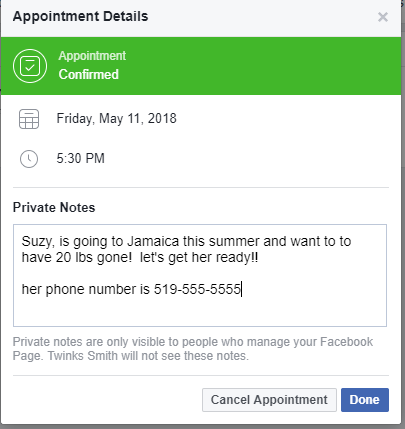 Appointment Details
Appointment
Confirmed
Friday, May 11, 2018
5:30 PM
Private Notes
Suzy, is going to Jamaica this summer and want to to
have 20 lbs gone!  let's get her ready!!
her phone number is 519-555-5555
Private notes are only visible to people who manage your Facebook
Page. Twinks Smith will not see these notes.
Cancel Appointment
Done